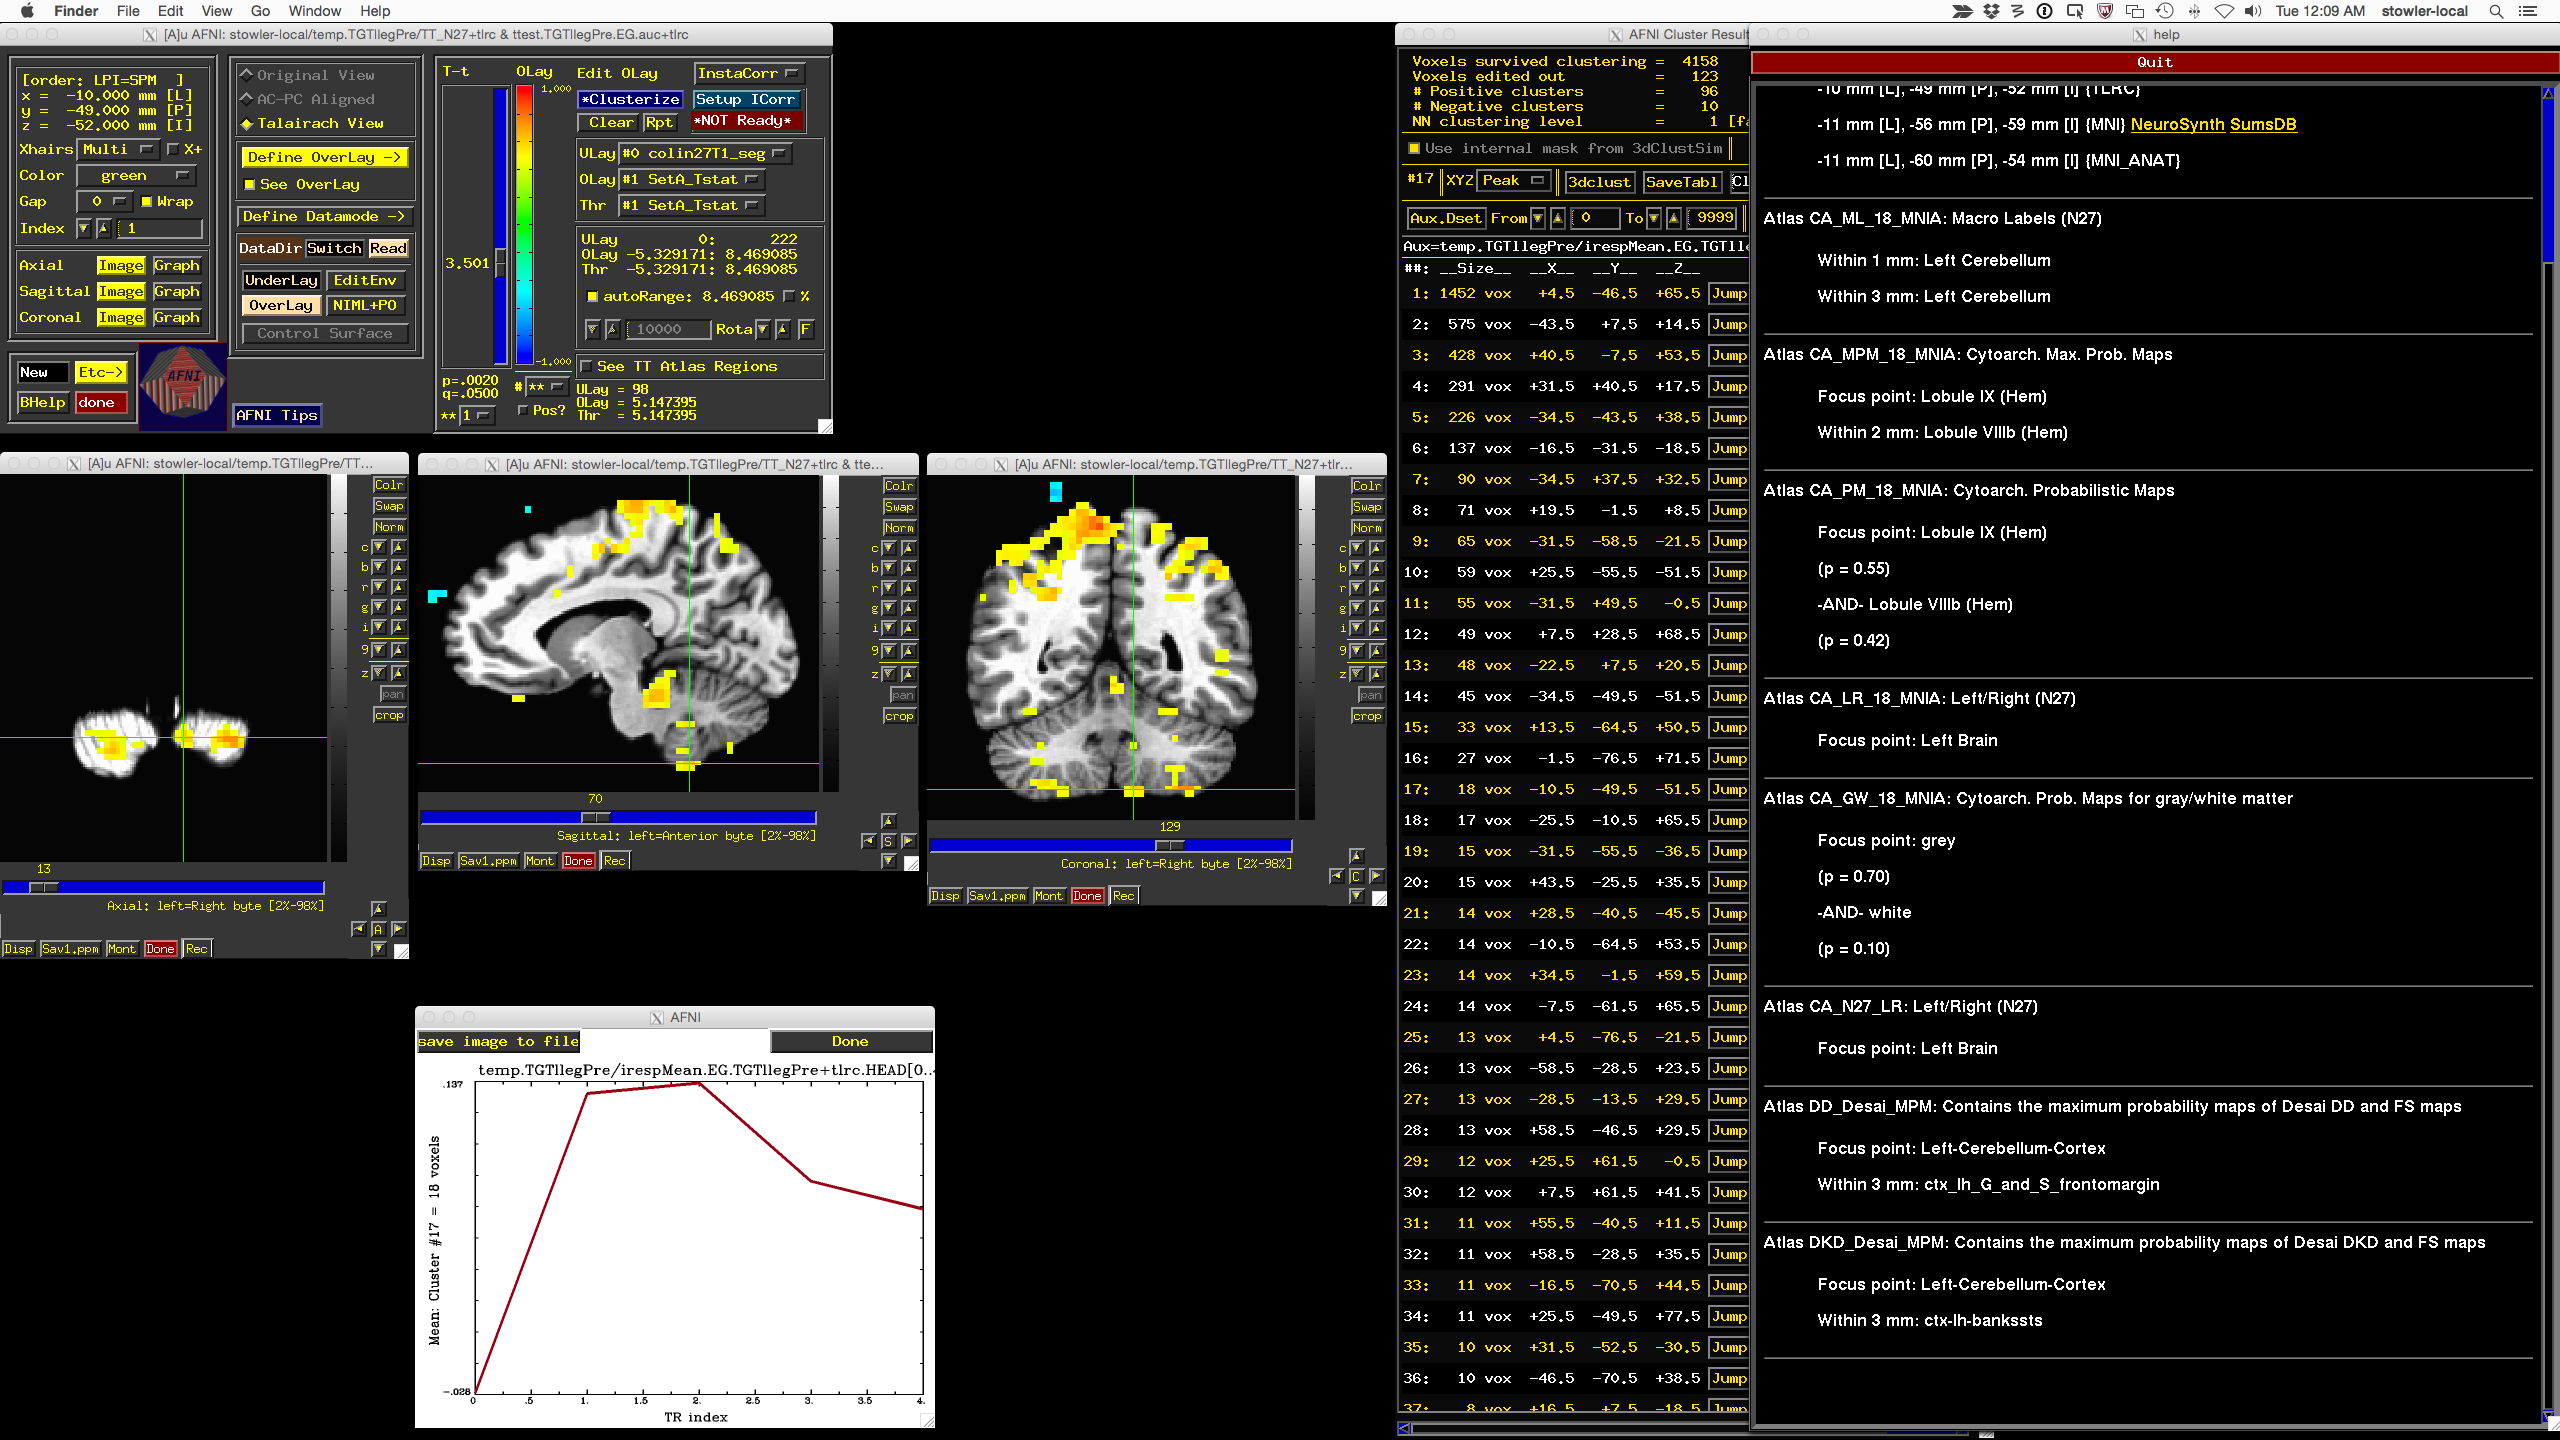 Finder File Edit View Go Window Help
Tue 12:09 AM stowler-local
[A]u AFNI: stowler-local/temp.TGTllegPre/TT_N27+tlrc & ttest.TGTllegPre.EG.auc+tlrc
[order: LPI=SPM ]
x = -10.000 mm [L]
y = -49.000 mm [P]
z = -52.000 mm [I]
Xhairs Multi X+
Color green
Gap 0 Wrap
Index 1
Axial Image Graph
Sagittal Image Graph
Coronal Image Graph
New Etc->
BHelp done
AFNI
AFNI Tips
Original View
AC-PC Aligned
Talairach View
Define OverLay ->
See OverLay
Define Datamode ->
DataDir Switch Read
UnderLay EditEnv
OverLay NIML+PO
Control Surface
T-t
3.501
p=.0020
q=.0500
** 1
OLay
1.000
-1.000
# **
Pos?
Edit OLay InstaCorr
*Clusterize Setup ICorr
Clear Rpt *NOT Ready*
ULay #0 colin27T1_seg
OLay #1 SetA_Tstat
Thr #1 SetA_Tstat
ULay 0: 222
OLay -5.329171: 8.469085
Thr -5.329171: 8.469085
autoRange: 8.469085 %
10000 Rota F
See TT Atlas Regions
ULay = 98
OLay = 5.147395
Thr = 5.147395
[A]u AFNI: stowler-local/temp.TGTllegPre/TT...
Colr
Swap
Norm
c
b
r
g
i
9
z
pan
crop
13
Axial: left=Right byte [2%-98%]
A
Disp Sav1.ppm Mont Done Rec
[A]u AFNI: stowler-local/temp.TGTllegPre/TT_N27+tlrc & tte...
Colr
Swap
Norm
c
b
r
g
i
9
z
pan
crop
70
Sagittal: left=Anterior byte [2%-98%]
S
Disp Sav1.ppm Mont Done Rec
[A]u AFNI: stowler-local/temp.TGTllegPre/TT_N27+tlr...
Colr
Swap
Norm
c
b
r
g
i
9
z
pan
crop
129
Coronal: left=Right byte [2%-98%]
C
Disp Sav1.ppm Mont Done Rec
AFNI
save image to file Done
temp.TGTllegPre/irespMean.EG.TGTllegPre+tlrc.HEAD[0..
.137
Mean: Cluster #17 = 18 voxels
-.028
0 .5 1. 1.5 2. 2.5 3. 3.5 4.
TR index
AFNI Cluster Result
Voxels survived clustering = 4158
Voxels edited out = 123
# Positive clusters = 96
# Negative clusters = 10
NN clustering level = 1 [fa
Use internal mask from 3dClustSim
#17 XYZ Peak 3dclust SaveTabl Cl
Aux.Dset From 0 To 9999
Aux=temp.TGTllegPre/irespMean.EG.TGTlle
##: __Size__ __X__ __Y__ __Z__
1: 1452 vox +4.5 -46.5 +65.5 Jump
2: 575 vox -43.5 +7.5 +14.5 Jump
3: 428 vox +40.5 -7.5 +53.5 Jump
4: 291 vox +31.5 +40.5 +17.5 Jump
5: 226 vox -34.5 -43.5 +38.5 Jump
6: 137 vox -16.5 -31.5 -18.5 Jump
7: 90 vox -34.5 +37.5 +32.5 Jump
8: 71 vox +19.5 -1.5 +8.5 Jump
9: 65 vox -31.5 -58.5 -21.5 Jump
10: 59 vox +25.5 -55.5 -51.5 Jump
11: 55 vox -31.5 +49.5 -0.5 Jump
12: 49 vox +7.5 +28.5 +68.5 Jump
13: 48 vox -22.5 +7.5 +20.5 Jump
14: 45 vox -34.5 -49.5 -51.5 Jump
15: 33 vox +13.5 -64.5 +50.5 Jump
16: 27 vox -1.5 -76.5 +71.5 Jump
17: 18 vox -10.5 -49.5 -51.5 Jump
18: 17 vox -25.5 -10.5 +65.5 Jump
19: 15 vox -31.5 -55.5 -36.5 Jump
20: 15 vox +43.5 -25.5 +35.5 Jump
21: 14 vox +28.5 -40.5 -45.5 Jump
22: 14 vox -10.5 -64.5 +53.5 Jump
23: 14 vox +34.5 -1.5 +59.5 Jump
24: 14 vox -7.5 -61.5 +65.5 Jump
25: 13 vox +4.5 -76.5 -21.5 Jump
26: 13 vox -58.5 -28.5 +23.5 Jump
27: 13 vox -28.5 -13.5 +29.5 Jump
28: 13 vox +58.5 -46.5 +29.5 Jump
29: 12 vox +25.5 +61.5 -0.5 Jump
30: 12 vox +7.5 +61.5 +41.5 Jump
31: 11 vox +55.5 -40.5 +11.5 Jump
32: 11 vox +58.5 -28.5 +35.5 Jump
33: 11 vox -16.5 -70.5 +44.5 Jump
34: 11 vox +25.5 -49.5 +77.5 Jump
35: 10 vox +31.5 -52.5 -30.5 Jump
36: 10 vox -46.5 -70.5 +38.5 Jump
37: 8 vox +16.5 +7.5 -18.5 Jump
help
Quit
-10 mm [L], -49 mm [P], -52 mm [I] {TLRC}
-11 mm [L], -56 mm [P], -59 mm [I] {MNI} NeuroSynth SumsDB
-11 mm [L], -60 mm [P], -54 mm [I] {MNI_ANAT}
Atlas CA_ML_18_MNIA: Macro Labels (N27)
Within 1 mm: Left Cerebellum
Within 3 mm: Left Cerebellum
Atlas CA_MPM_18_MNIA: Cytoarch. Max. Prob. Maps
Focus point: Lobule IX (Hem)
Within 2 mm: Lobule VIIIb (Hem)
Atlas CA_PM_18_MNIA: Cytoarch. Probabilistic Maps
Focus point: Lobule IX (Hem)
(p = 0.55)
-AND- Lobule VIIIb (Hem)
(p = 0.42)
Atlas CA_LR_18_MNIA: Left/Right (N27)
Focus point: Left Brain
Atlas CA_GW_18_MNIA: Cytoarch. Prob. Maps for gray/white matter
Focus point: grey
(p = 0.70)
-AND- white
(p = 0.10)
Atlas CA_N27_LR: Left/Right (N27)
Focus point: Left Brain
Atlas DD_Desai_MPM: Contains the maximum probability maps of Desai DD and FS maps
Focus point: Left-Cerebellum-Cortex
Within 3 mm: ctx_lh_G_and_S_frontomargin
Atlas DKD_Desai_MPM: Contains the maximum probability maps of Desai DKD and FS maps
Focus point: Left-Cerebellum-Cortex
Within 3 mm: ctx-lh-bankssts